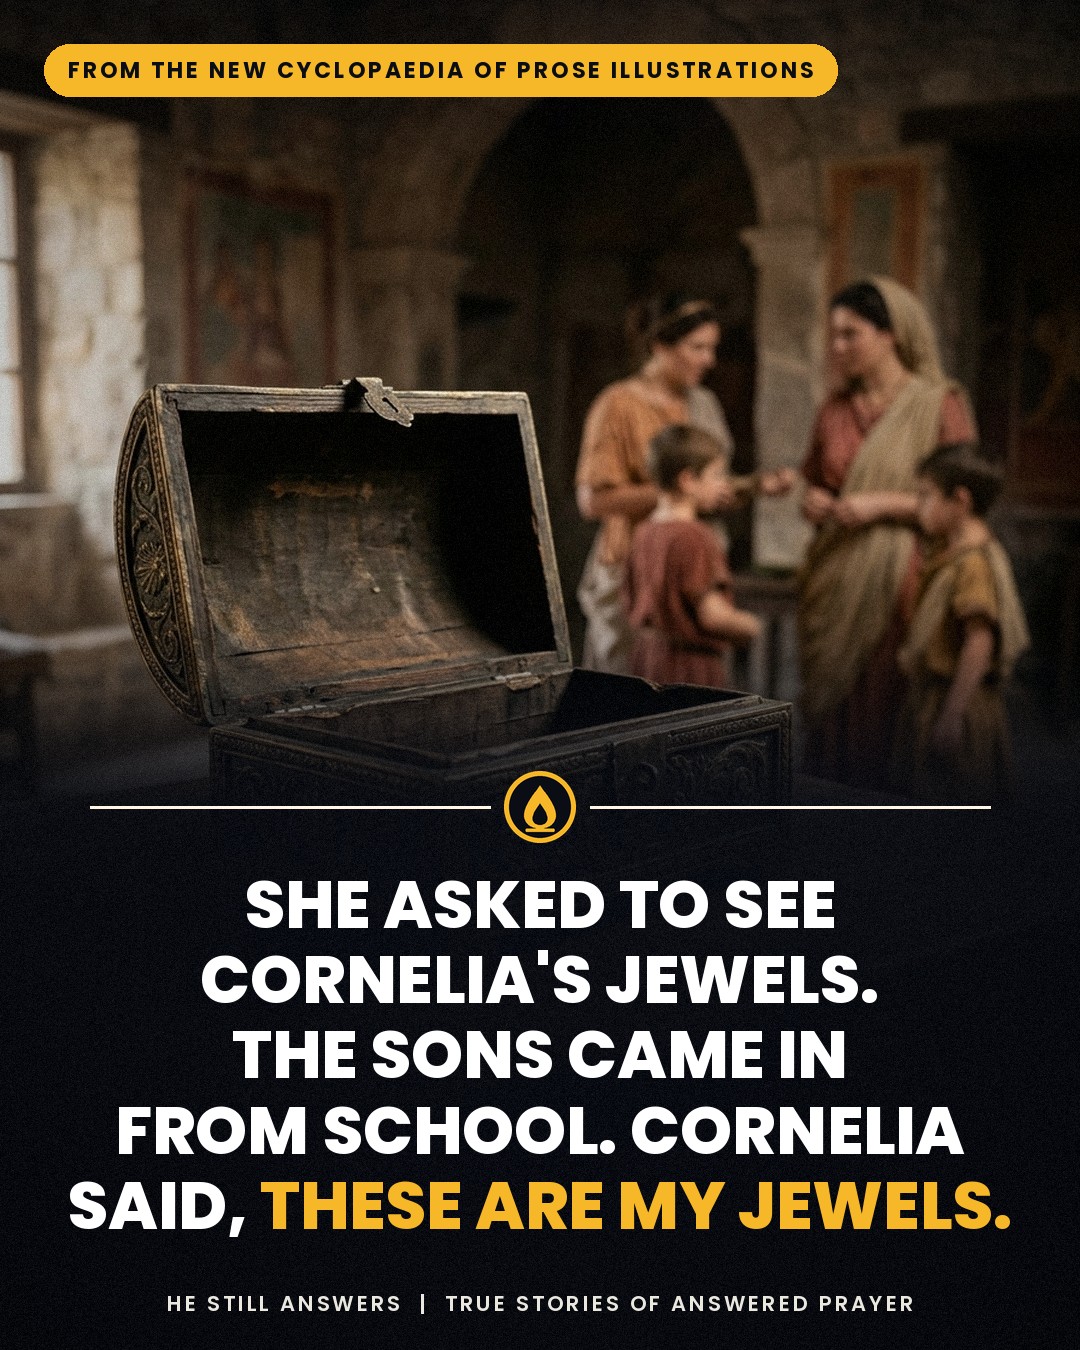 FROM THE NEW CYCLOPAEDIA OF PROSE ILLUSTRATIONS
SHE ASKED TO SEE
CORNELIA'S JEWELS.
THE SONS CAME IN
FROM SCHOOL. CORNELIA
SAID, THESE ARE MY JEWELS.
HE STILL ANSWERS | TRUE STORIES OF ANSWERED PRAYER